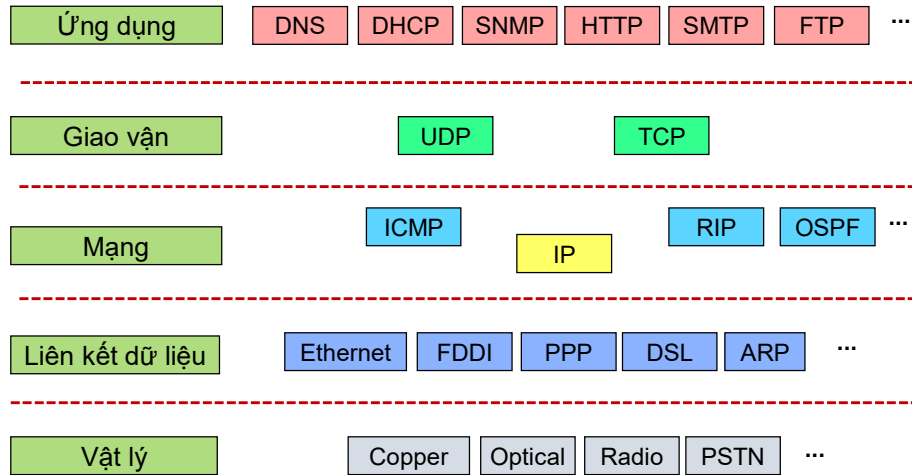 Ứng dụng DNS DHCP SNMP HTTP SMTP FTP ...
Giao vận UDP TCP
Mạng ICMP IP RIP OSPF ...
Liên kết dữ liệu Ethernet FDDI PPP DSL ARP ...
Vật lý Copper Optical Radio PSTN ...